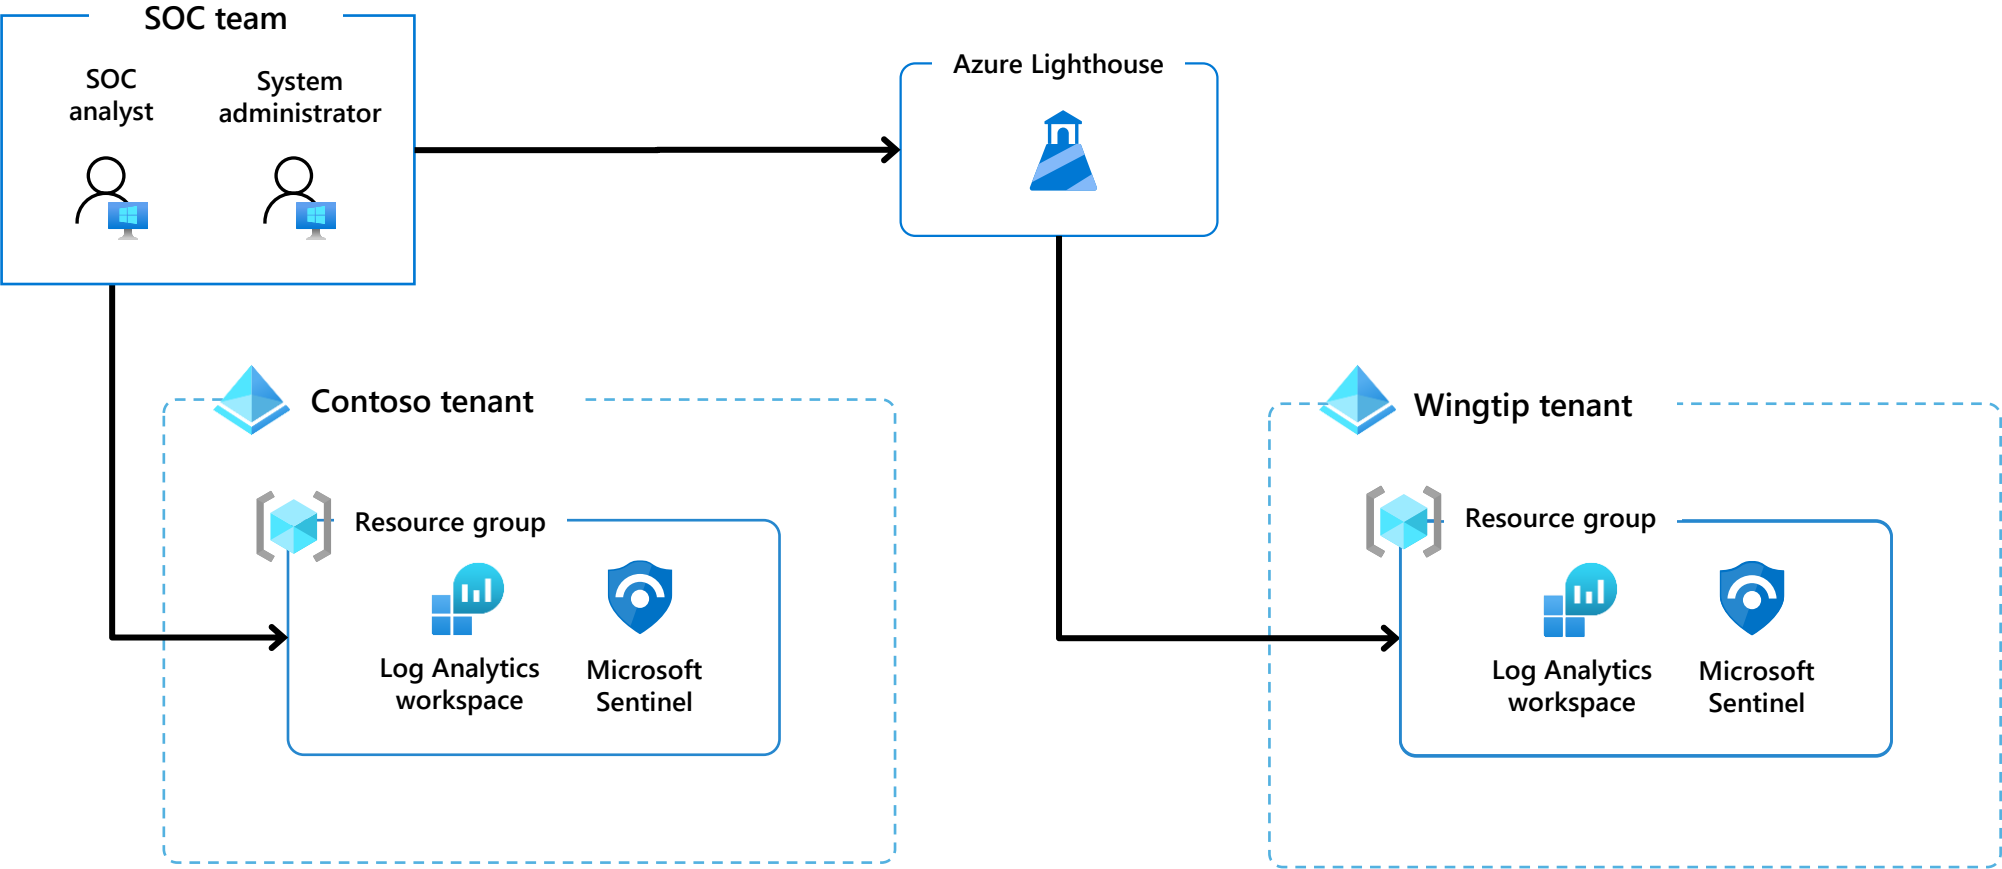 SOC team
SOC
analyst
System
administrator
Azure Lighthouse
Contoso tenant
Resource group
Log Analytics
workspace
Microsoft
Sentinel
Wingtip tenant
Resource group
Log Analytics
workspace
Microsoft
Sentinel